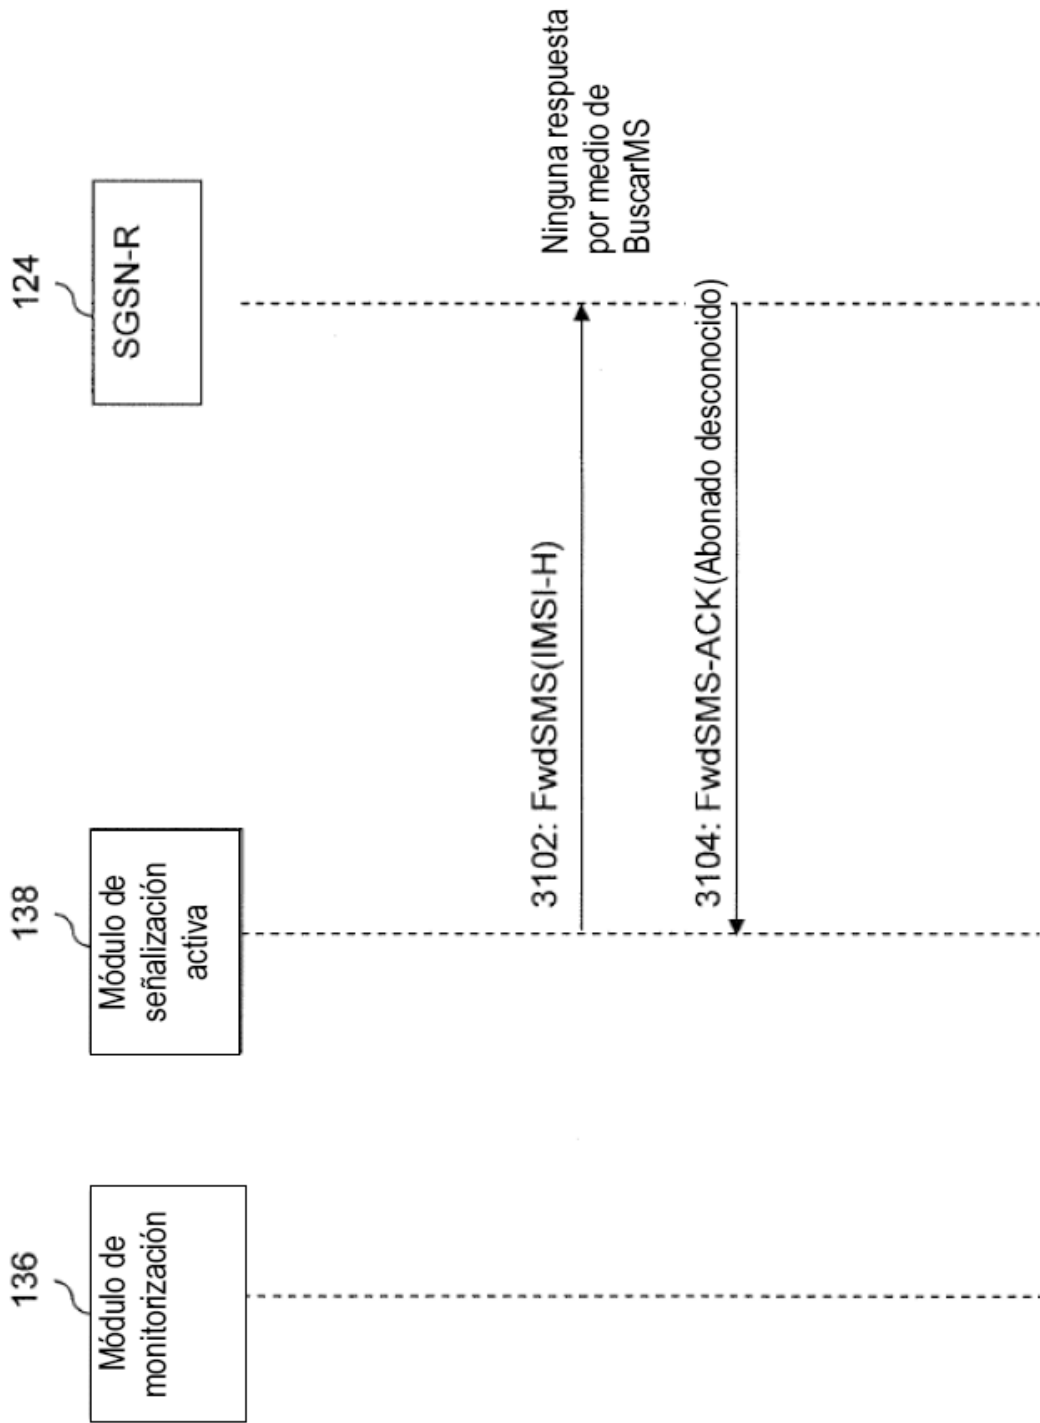 136
Módulo de
monitorización
138
Módulo de
señalización
activa
124
SGSN-R
3102: FwdSMS(IMSI-H)
Ninguna respuesta
por medio de
BuscarMS
3104: FwdSMS-ACK(Abonado desconocido)